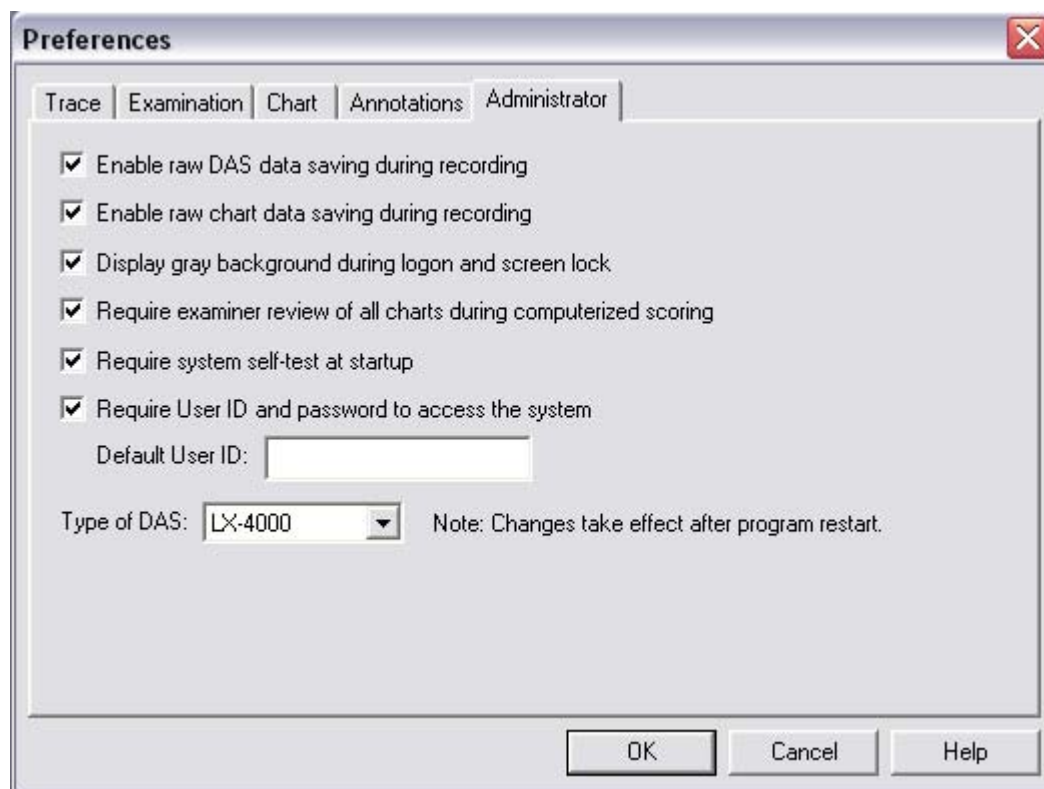 Preferences
Trace Examination Chart Annotations Administrator
Enable raw DAS data saving during recording
Enable raw chart data saving during recording
Display gray background during logon and screen lock
Require examiner review of all charts during computerized scoring
Require system self-test at startup
Require User ID and password to access the system
Default User ID:
Type of DAS: LX-4000 Note: Changes take effect after program restart.
OK Cancel Help